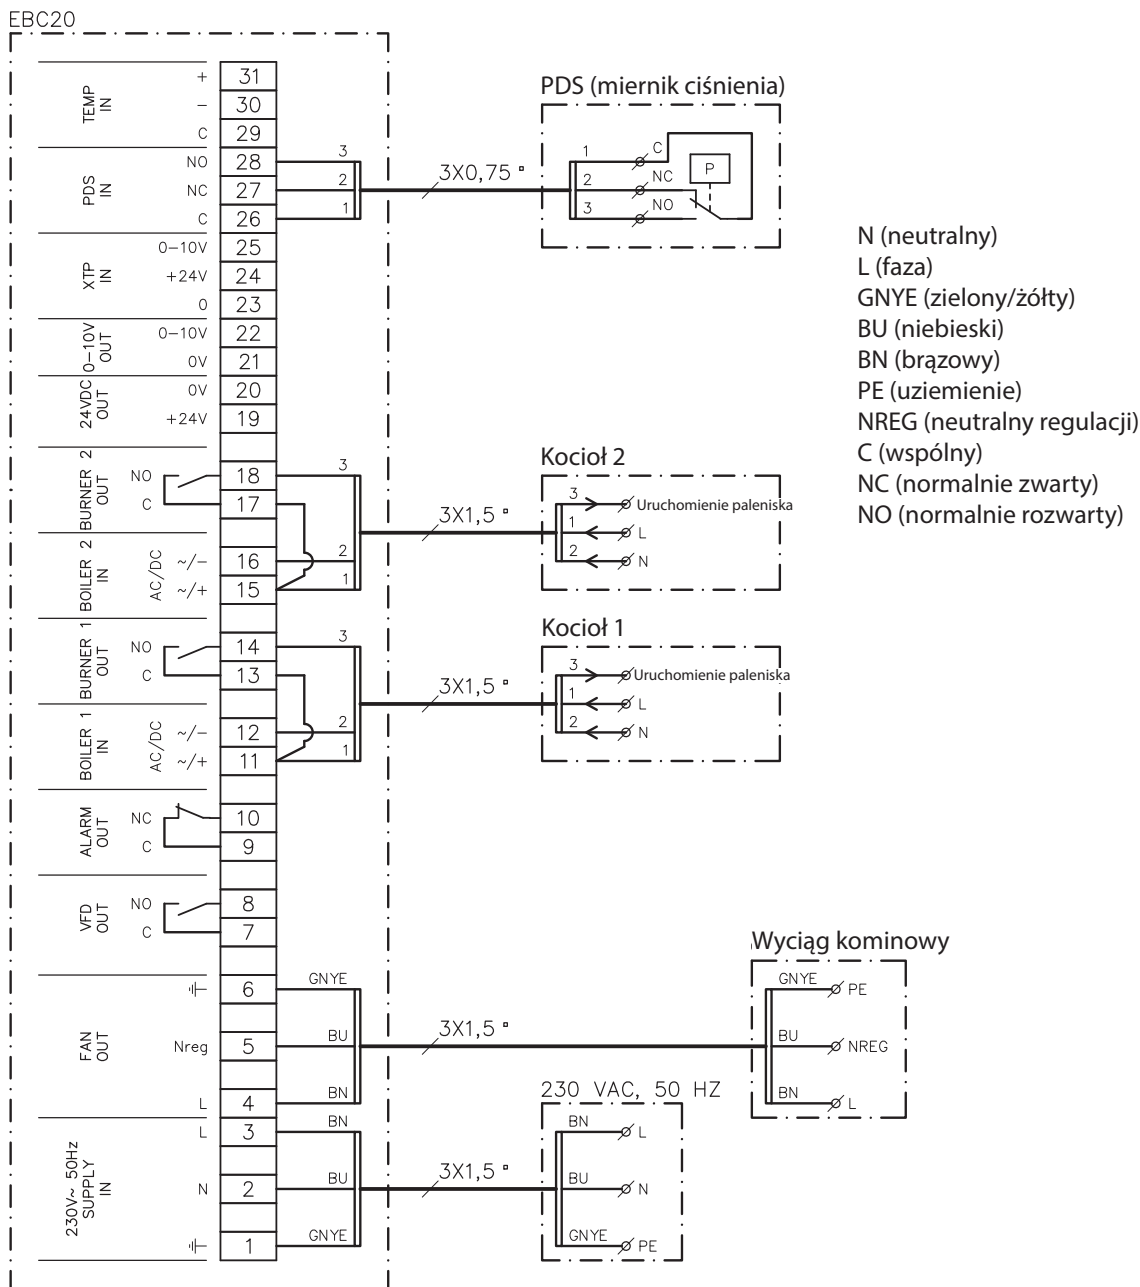 EBC20
TEMP IN
+ 31
- 30
C 29
PDS IN
NO 28
NC 27
C 26
XTP IN
0-10V 25
+24V 24
0 23
0-10V OUT
0-10V 22
0V 21
24VDC OUT
0V 20
+24V 19
BURNER 2 OUT
NO 18
C 17
BOILER 2 IN
AC/DC
~/- 16
~/+ 15
BURNER 1 OUT
NO 14
C 13
BOILER 1 IN
AC/DC
~/- 12
~/+ 11
ALARM OUT
NC 10
C 9
VFD OUT
NO 8
C 7
FAN OUT
6
Nreg 5
L 4
230V~ 50Hz SUPPLY IN
L 3
N 2
1
3
2
1
3X0,75 ▫
PDS (miernik ciśnienia)
1 C
2 NC
3 NO
P
3
2
1
3X1,5 ▫
Kocioł 2
3 Uruchomienie paleniska
1 L
2 N
3
2
1
3X1,5 ▫
Kocioł 1
3 Uruchomienie paleniska
1 L
2 N
GNYE
BU
BN
3X1,5 ▫
Wyciąg kominowy
GNYE PE
BU NREG
BN L
BN
BU
GNYE
3X1,5 ▫
230 VAC, 50 HZ
BN L
BU N
GNYE PE
N (neutralny)
L (faza)
GNYE (zielony/żółty)
BU (niebieski)
BN (brązowy)
PE (uziemienie)
NREG (neutralny regulacji)
C (wspólny)
NC (normalnie zwarty)
NO (normalnie rozwarty)